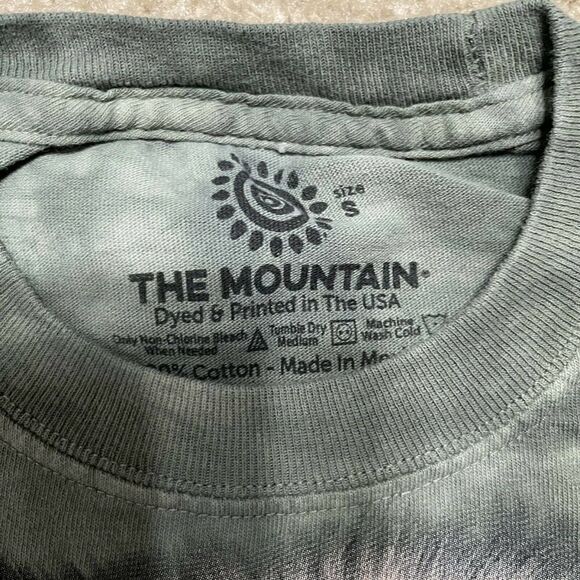 size
S
THE MOUNTAIN®
Dyed & Printed in The USA
Only Non-Chlorine Bleach
When Needed
Tumble Dry
Medium
Machine
Wash Cold
Cotton - Made In